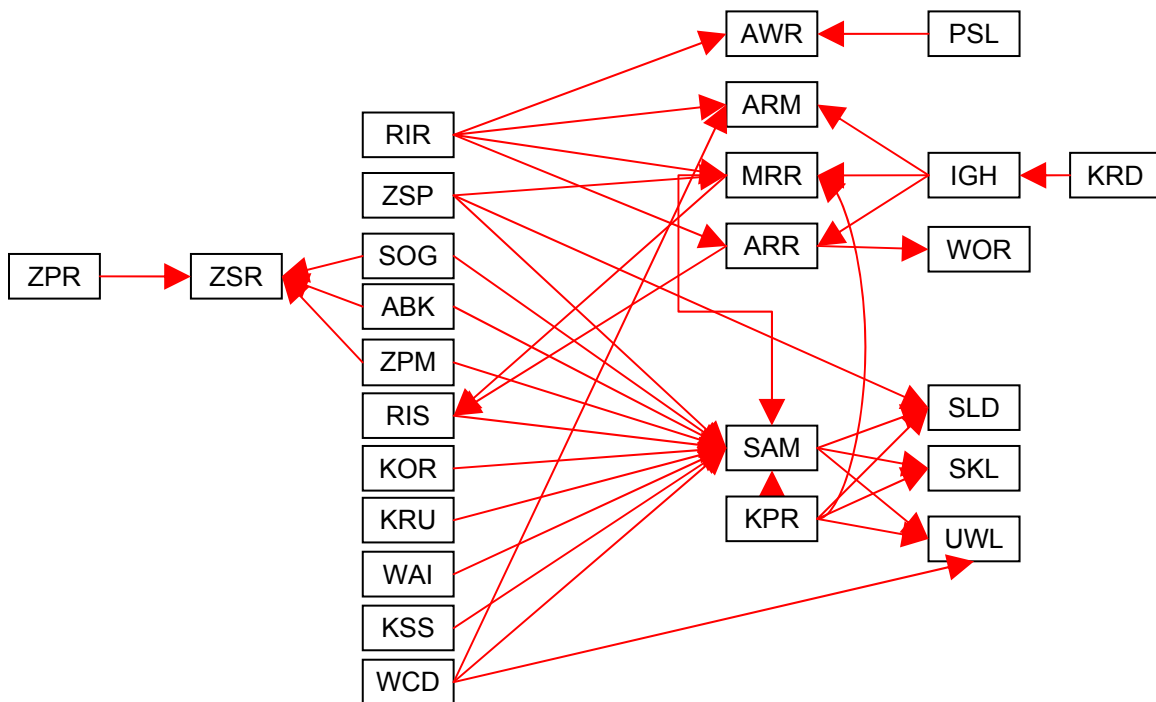 AWR
PSL
ARM
RIR
MRR
IGH
KRD
ZSP
ARR
WOR
SOG
ZPR
ZSR
ABK
ZPM
RIS
SLD
SAM
KOR
SKL
KPR
KRU
UWL
WAI
KSS
WCD